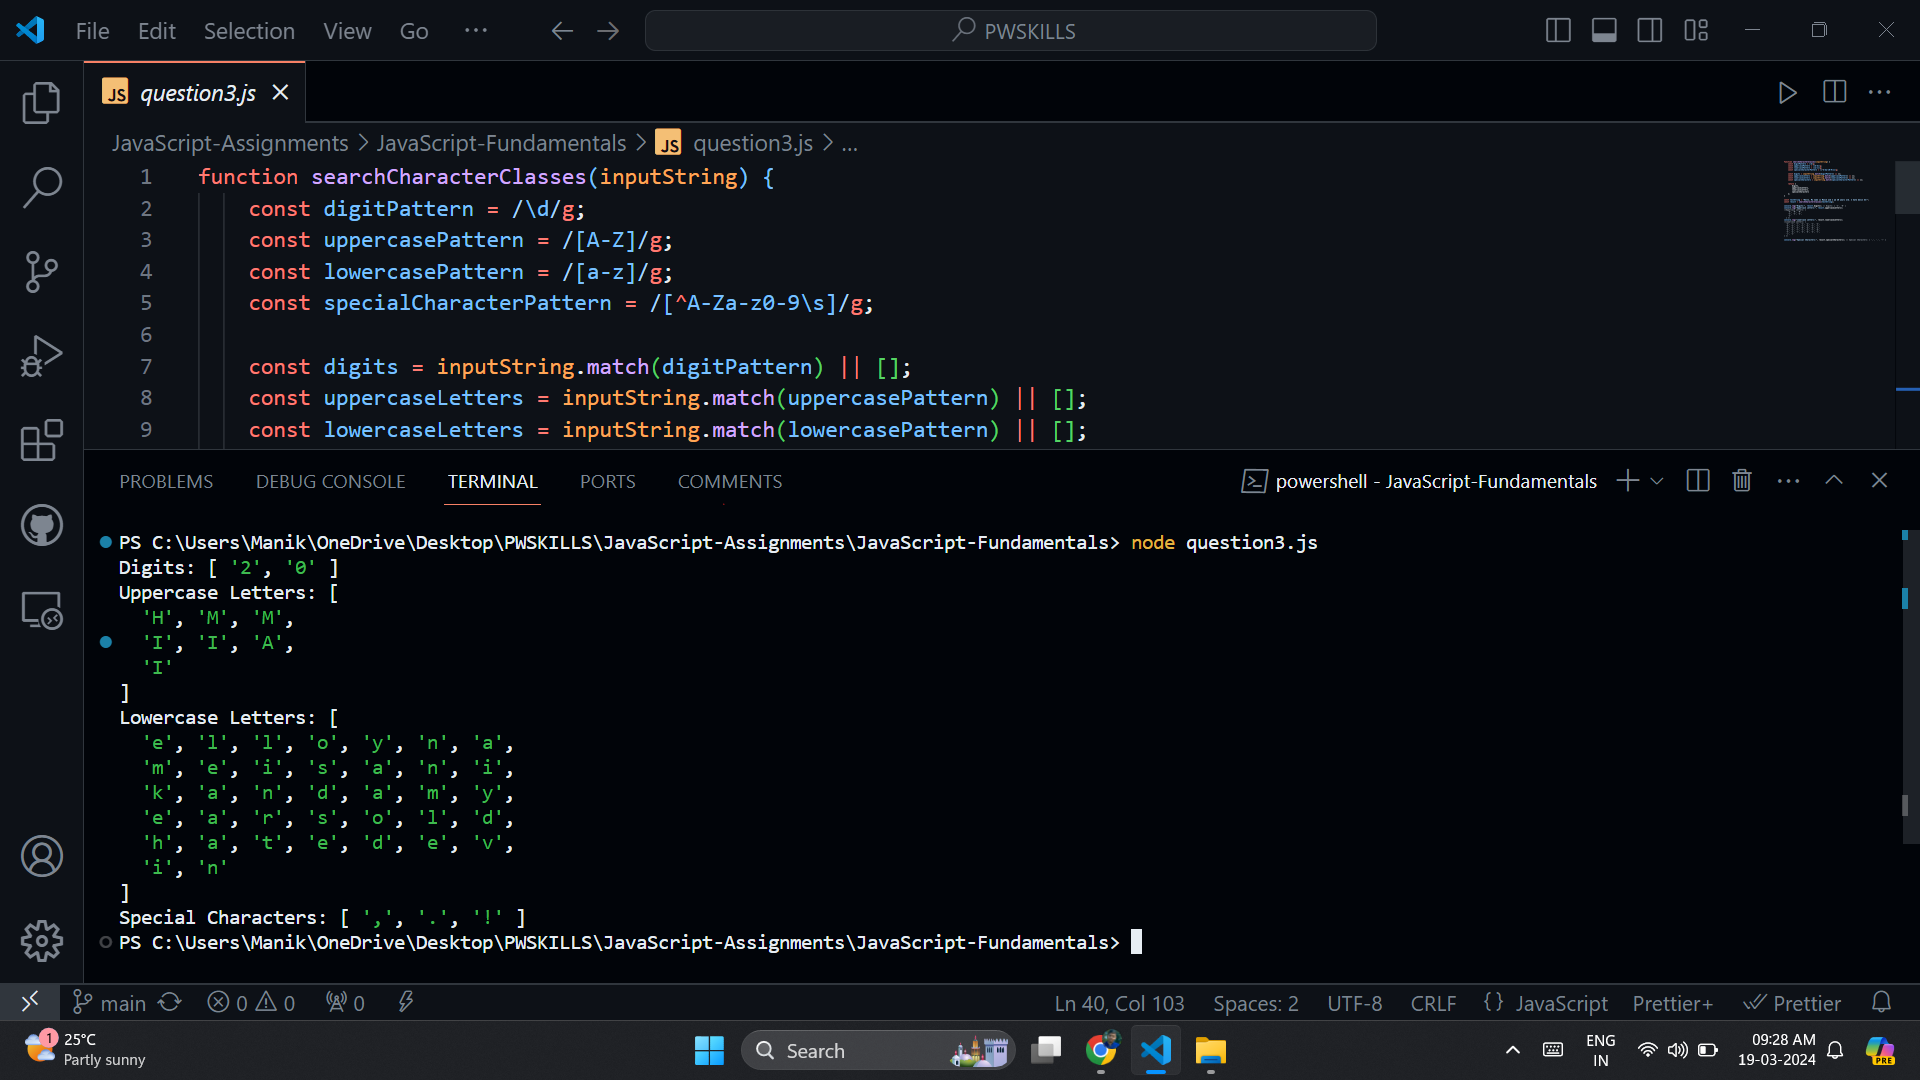 File Edit Selection View Go ... PWSKILLS
JS question3.js
JavaScript-Assignments > JavaScript-Fundamentals > JS question3.js > ...
1 function searchCharacterClasses(inputString) {
2 const digitPattern = /\d/g;
3 const uppercasePattern = /[A-Z]/g;
4 const lowercasePattern = /[a-z]/g;
5 const specialCharacterPattern = /[^A-Za-z0-9\s]/g;
6
7 const digits = inputString.match(digitPattern) || [];
8 const uppercaseLetters = inputString.match(uppercasePattern) || [];
9 const lowercaseLetters = inputString.match(lowercasePattern) || [];
PROBLEMS DEBUG CONSOLE TERMINAL PORTS COMMENTS powershell - JavaScript-Fundamentals
PS C:\Users\Manik\OneDrive\Desktop\PWSKILLS\JavaScript-Assignments\JavaScript-Fundamentals> node question3.js
Digits: [ '2', '0' ]
Uppercase Letters: [
'H', 'M', 'M',
'I', 'I', 'A',
'I'
]
Lowercase Letters: [
'e', 'l', 'l', 'o', 'y', 'n', 'a',
'm', 'e', 'i', 's', 'a', 'n', 'i',
'k', 'a', 'n', 'd', 'a', 'm', 'y',
'e', 'a', 'r', 's', 'o', 'l', 'd',
'h', 'a', 't', 'e', 'd', 'e', 'v',
'i', 'n'
]
Special Characters: [ ',', '.', '!' ]
PS C:\Users\Manik\OneDrive\Desktop\PWSKILLS\JavaScript-Assignments\JavaScript-Fundamentals>
main 0 0 0 Ln 40, Col 103 Spaces: 2 UTF-8 CRLF {} JavaScript Prettier+ Prettier
1 25°C
Partly sunny
Search
ENG
IN
09:28 AM
19-03-2024
PRE